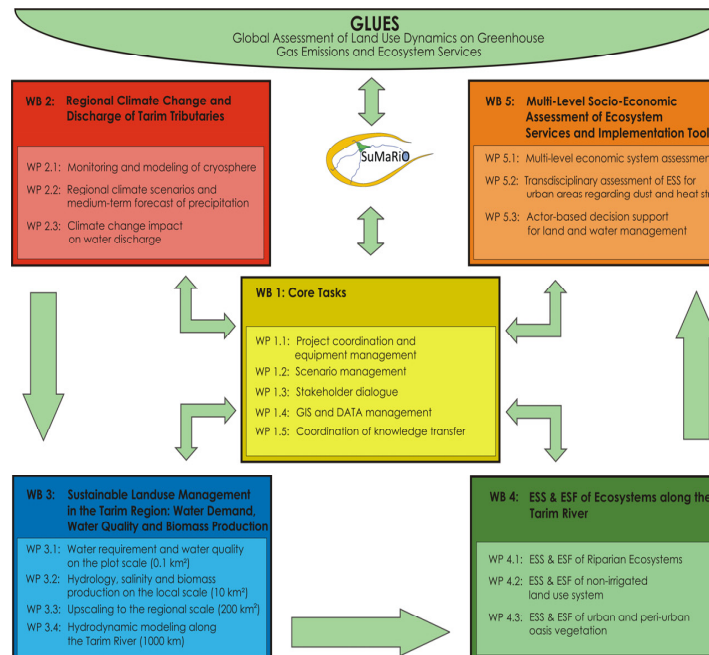 GLUES
Global Assessment of Land Use Dynamics on Greenhouse
Gas Emissions and Ecosystem Services
WB 2: Regional Climate Change and
Discharge of Tarim Tributaries
WP 2.1: Monitoring and modeling of cryosphere
WP 2.2: Regional climate scenarios and
medium-term forecast of precipitation
WP 2.3: Climate change impact
on water discharge
SuMaRiO
WB 5: Multi-Level Socio-Economic
Assessment of Ecosystem
Services and Implementation Tool
WP 5.1: Multi-level economic system assessmen
WP 5.2: Transdisciplinary assessment of ESS for
urban areas regarding dust and heat st
WP 5.3: Actor-based decision support
for land and water management
WB 1: Core Tasks
WP 1.1: Project coordination and
equipment management
WP 1.2: Scenario management
WP 1.3: Stakeholder dialogue
WP 1.4: GIS and DATA management
WP 1.5: Coordination of knowledge transfer
WB 3: Sustainable Landuse Management
in the Tarim Region: Water Demand,
Water Quality and Biomass Production
WP 3.1: Water requirement and water quality
on the plot scale (0.1 km²)
WP 3.2: Hydrology, salinity and biomass
production on the local scale (10 km²)
WP 3.3: Upscaling to the regional scale (200 km²)
WP 3.4: Hydrodynamic modeling along
the Tarim River (1000 km)
WB 4: ESS & ESF of Ecosystems along the
Tarim River
WP 4.1: ESS & ESF of Riparian Ecosystems
WP 4.2: ESS & ESF of non-irrigated
land use system
WP 4.3: ESS & ESF of urban and peri-urban
oasis vegetation